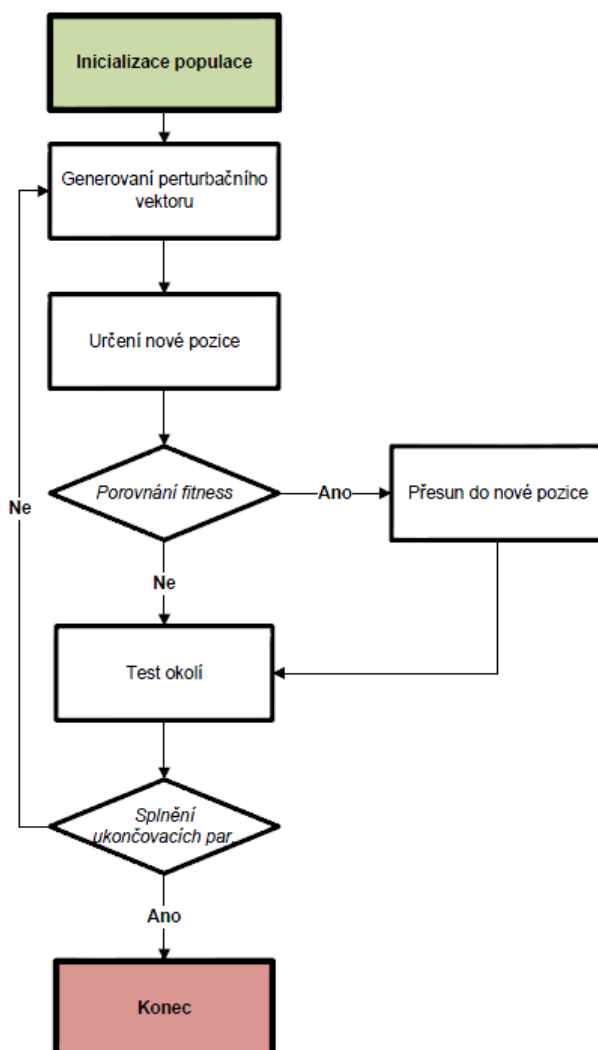 Inicializace populace
Generovaní perturbačního
vektoru
Určení nové pozice
Porovnání fitness
Ano
Přesun do nové pozice
Ne
Ne
Test okolí
Splnění
ukončovacích par.
Ano
Konec